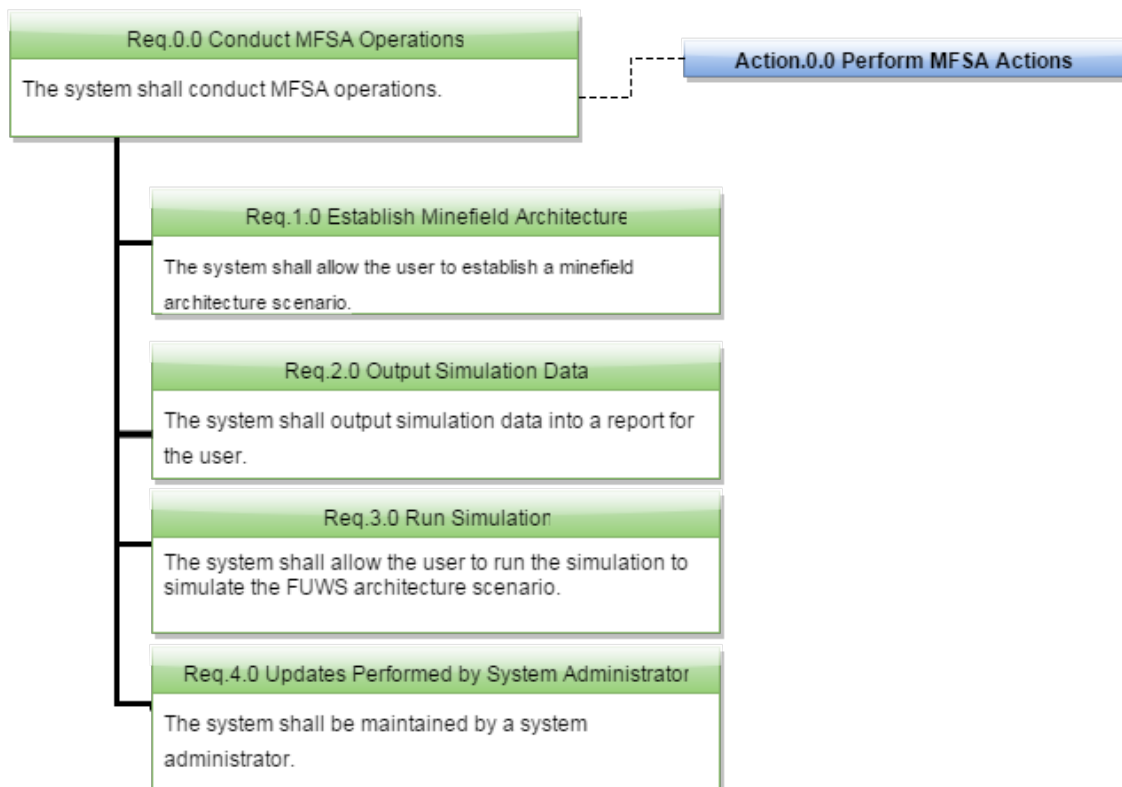 Req.0.0 Conduct MFSA Operations
The system shall conduct MFSA operations.
Action.0.0 Perform MFSA Actions
Req.1.0 Establish Minefield Architecture
The system shall allow the user to establish a minefield
architecture scenario.
Req.2.0 Output Simulation Data
The system shall output simulation data into a report for
the user.
Req.3.0 Run Simulation
The system shall allow the user to run the simulation to
simulate the FUWS architecture scenario.
Req.4.0 Updates Performed by System Administrator
The system shall be maintained by a system
administrator.